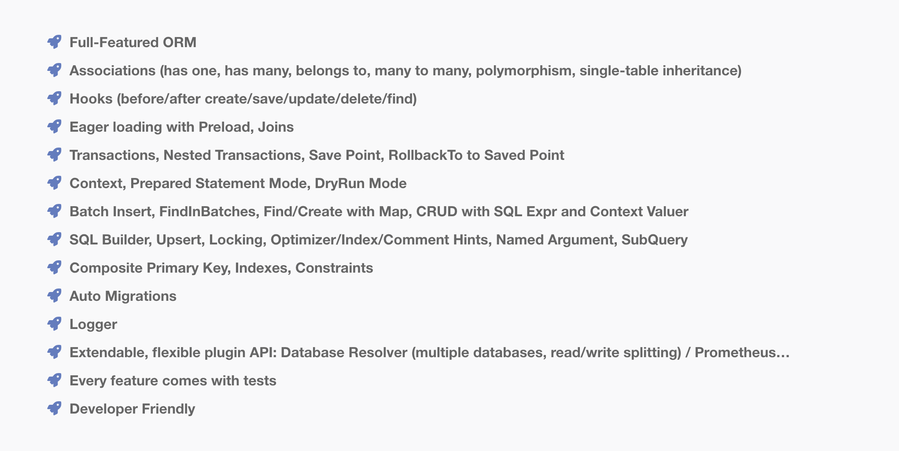 Full-Featured ORM
Associations (has one, has many, belongs to, many to many, polymorphism, single-table inheritance)
Hooks (before/after create/save/update/delete/find)
Eager loading with Preload, Joins
Transactions, Nested Transactions, Save Point, RollbackTo to Saved Point
Context, Prepared Statement Mode, DryRun Mode
Batch Insert, FindInBatches, Find/Create with Map, CRUD with SQL Expr and Context Valuer
SQL Builder, Upsert, Locking, Optimizer/Index/Comment Hints, Named Argument, SubQuery
Composite Primary Key, Indexes, Constraints
Auto Migrations
Logger
Extendable, flexible plugin API: Database Resolver (multiple databases, read/write splitting) / Prometheus…
Every feature comes with tests
Developer Friendly